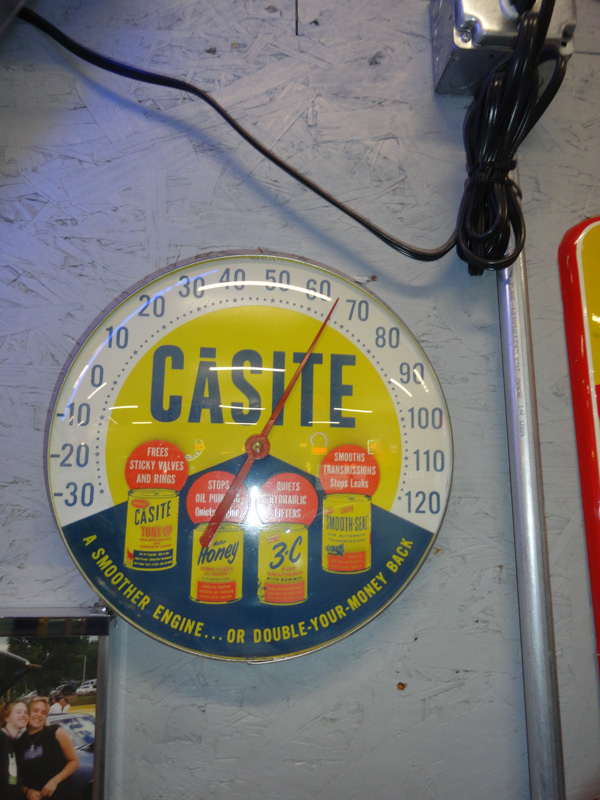 -30 -20 -10 0 10 20 30 40 50 60 70 80 90 100 110 120
CASITE
FREES
STICKY VALVES
AND RINGS
STOPS
OIL PUMPING
Quiets Engine
QUIETS
HYDRAULIC
LIFTERS
SMOOTHS
TRANSMISSIONS
Stops Leaks
CASITE
TUNE-UP
Honey
3-C
SMOOTH-SEAL
A SMOOTHER ENGINE... OR DOUBLE-YOUR-MONEY BACK